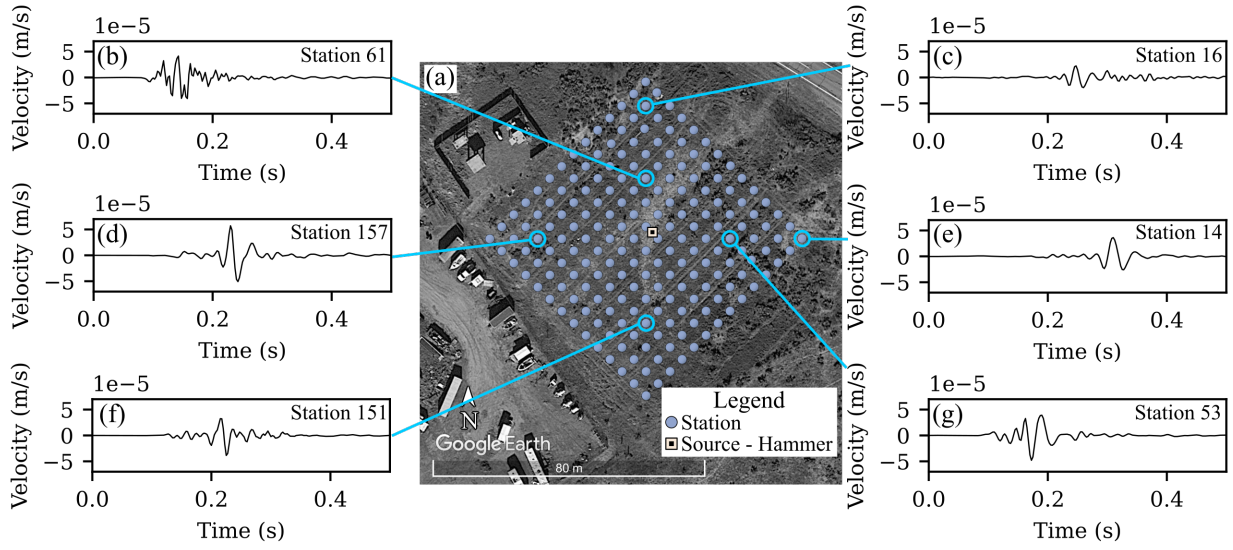 1e−5
Velocity (m/s)
5
0
−5
(b)
Station 61
0.0
0.2
0.4
Time (s)
1e−5
Velocity (m/s)
5
0
−5
(d)
Station 157
0.0
0.2
0.4
Time (s)
1e−5
Velocity (m/s)
5
0
−5
(f)
Station 151
0.0
0.2
0.4
Time (s)
(a)
N
Google Earth
80 m
Legend
Station
Source - Hammer
1e−5
Velocity (m/s)
5
0
−5
(c)
Station 16
0.0
0.2
0.4
Time (s)
1e−5
Velocity (m/s)
5
0
−5
(e)
Station 14
0.0
0.2
0.4
Time (s)
1e−5
Velocity (m/s)
5
0
−5
(g)
Station 53
0.0
0.2
0.4
Time (s)